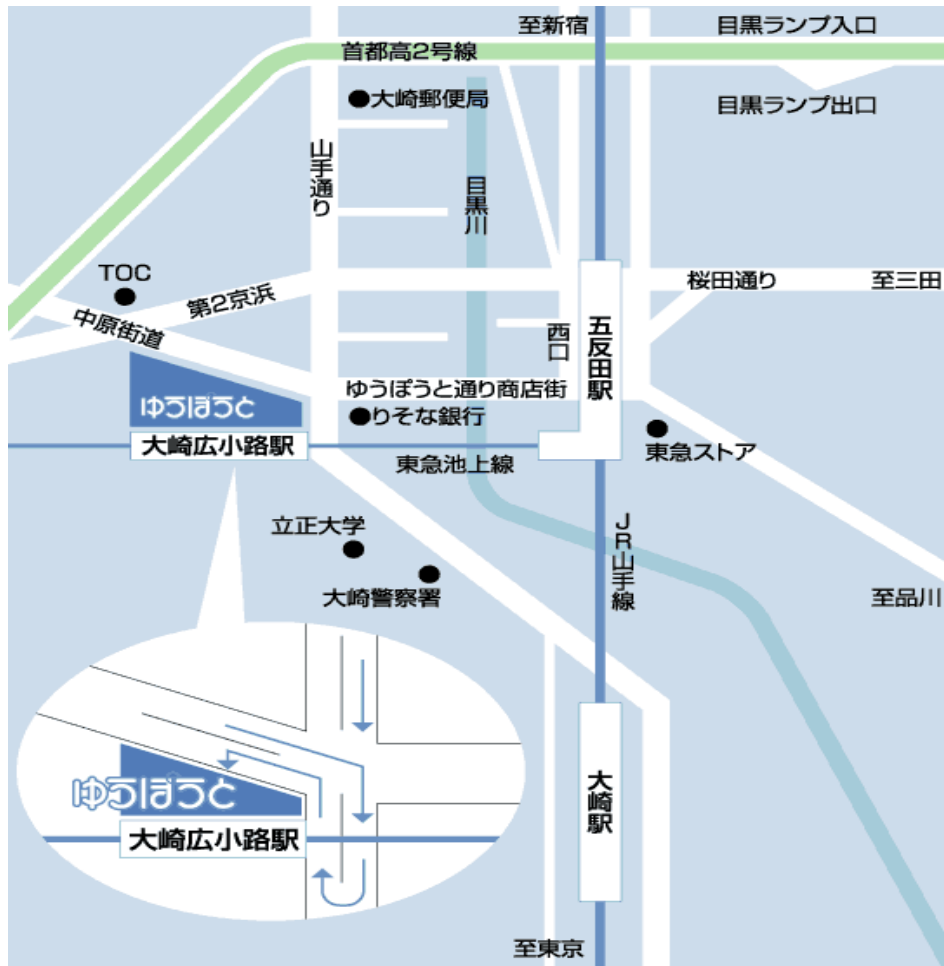 至新宿
目黒ランプ入口
首都高2号線
大崎郵便局
目黒ランプ出口
山手通り
目黒川
TOC
第2京浜
桜田通り
至三田
中原街道
西口
五反田駅
ゆうぽうと通り商店街
ゆうぽうと
りそな銀行
大崎広小路駅
東急池上線
東急ストア
立正大学
JR山手線
大崎警察署
至品川
ゆうぽうと
大崎広小路駅
大崎駅
至東京